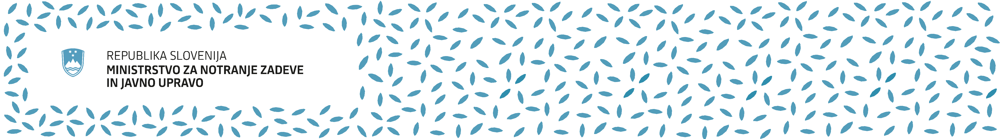 REPUBLIKA SLOVENIJA
MINISTRSTVO ZA NOTRANJE ZADEVE
IN JAVNO UPRAVO